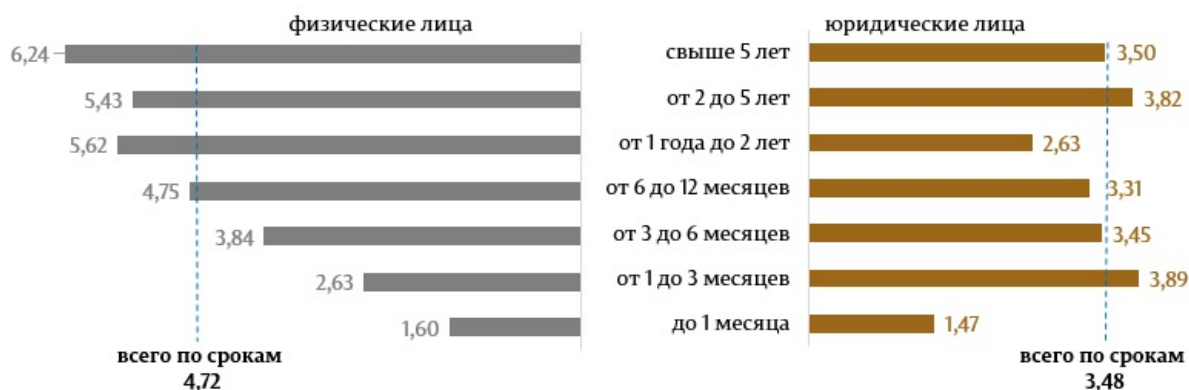 физические лица
юридические лица
6,24 свыше 5 лет 3,50
5,43 от 2 до 5 лет 3,82
5,62 от 1 года до 2 лет 2,63
4,75 от 6 до 12 месяцев 3,31
3,84 от 3 до 6 месяцев 3,45
2,63 от 1 до 3 месяцев 3,89
1,60 до 1 месяца 1,47
всего по срокам
4,72
всего по срокам
3,48